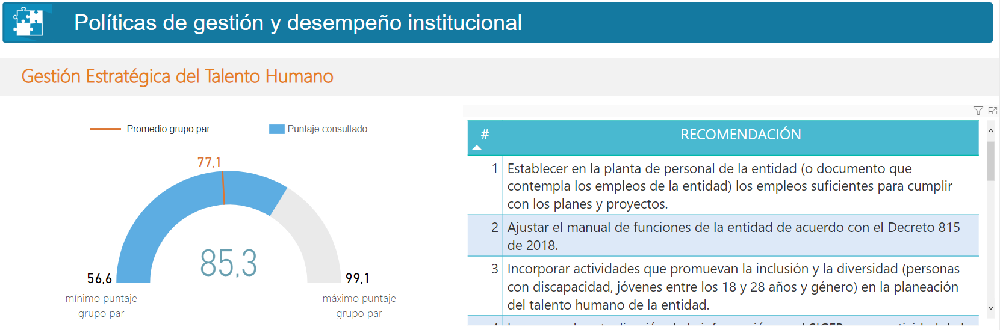 Políticas de gestión y desempeño institucional
Gestión Estratégica del Talento Humano
Promedio grupo par
Puntaje consultado
77,1
85,3
56,6
mínimo puntaje
grupo par
99,1
máximo puntaje
grupo par
# RECOMENDACIÓN
1 Establecer en la planta de personal de la entidad (o documento que
contempla los empleos de la entidad) los empleos suficientes para cumplir
con los planes y proyectos.
2 Ajustar el manual de funciones de la entidad de acuerdo con el Decreto 815
de 2018.
3 Incorporar actividades que promuevan la inclusión y la diversidad (personas
con discapacidad, jóvenes entre los 18 y 28 años y género) en la planeación
del talento humano de la entidad.